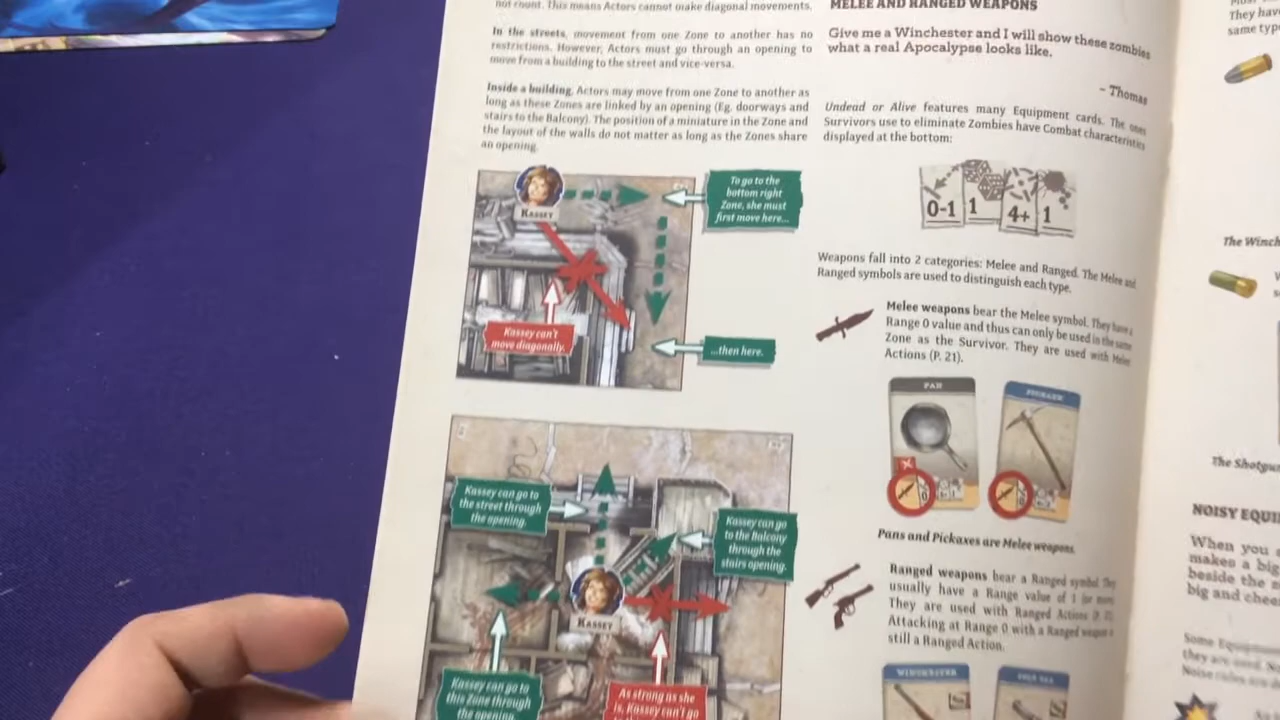 not count. This means Actors cannot make diagonal movements.
In the streets, movement from one Zone to another has no
restrictions. However, Actors must go through an opening to
move from a building to the street and vice-versa.
Inside a building, Actors may move from one Zone to another as
long as these Zones are linked by an opening (Eg. doorways and
stairs to the Balcony). The position of a miniature in the Zone and
the layout of the walls do not matter as long as the Zones share
an opening.
KASSEY
To go to the
bottom right
Zone, she must
first move here...
Kassey can't
move diagonally.
...then here.
Kassey can go to
the street through
the opening.
Kassey can go
to the Balcony
through the
stairs opening.
KASSEY
Kassey can go to
this Zone through
the opening.
As strong as she
is, Kassey can't go
MELEE AND RANGED WEAPONS
Give me a Winchester and I will show these zombies
what a real Apocalypse looks like.
- Thomas
Undead or Alive features many Equipment cards. The ones
Survivors use to eliminate Zombies have Combat characteristics
displayed at the bottom:
0-1 1 4+ 1
Weapons fall into 2 categories: Melee and Ranged. The Melee and
Ranged symbols are used to distinguish each type.
Melee weapons bear the Melee symbol. They have a
Range 0 value and thus can only be used in the same
Zone as the Survivor. They are used with Melee
Actions (P. 21).
PAN
PICKAXE
Pans and Pickaxes are Melee weapons.
Ranged weapons bear a Ranged symbol. They
usually have a Range value of 1 (or more).
They are used with Ranged Actions
Attacking at Range 0 with a Ranged weapon is
still a Ranged Action.
WINCHESTER
They have
same typ
The Winch
The Shotgu
NOISY EQUI
When you
makes a big
beside the s
big and chee
Some Equipmen
they are used. No
Noise rules are d